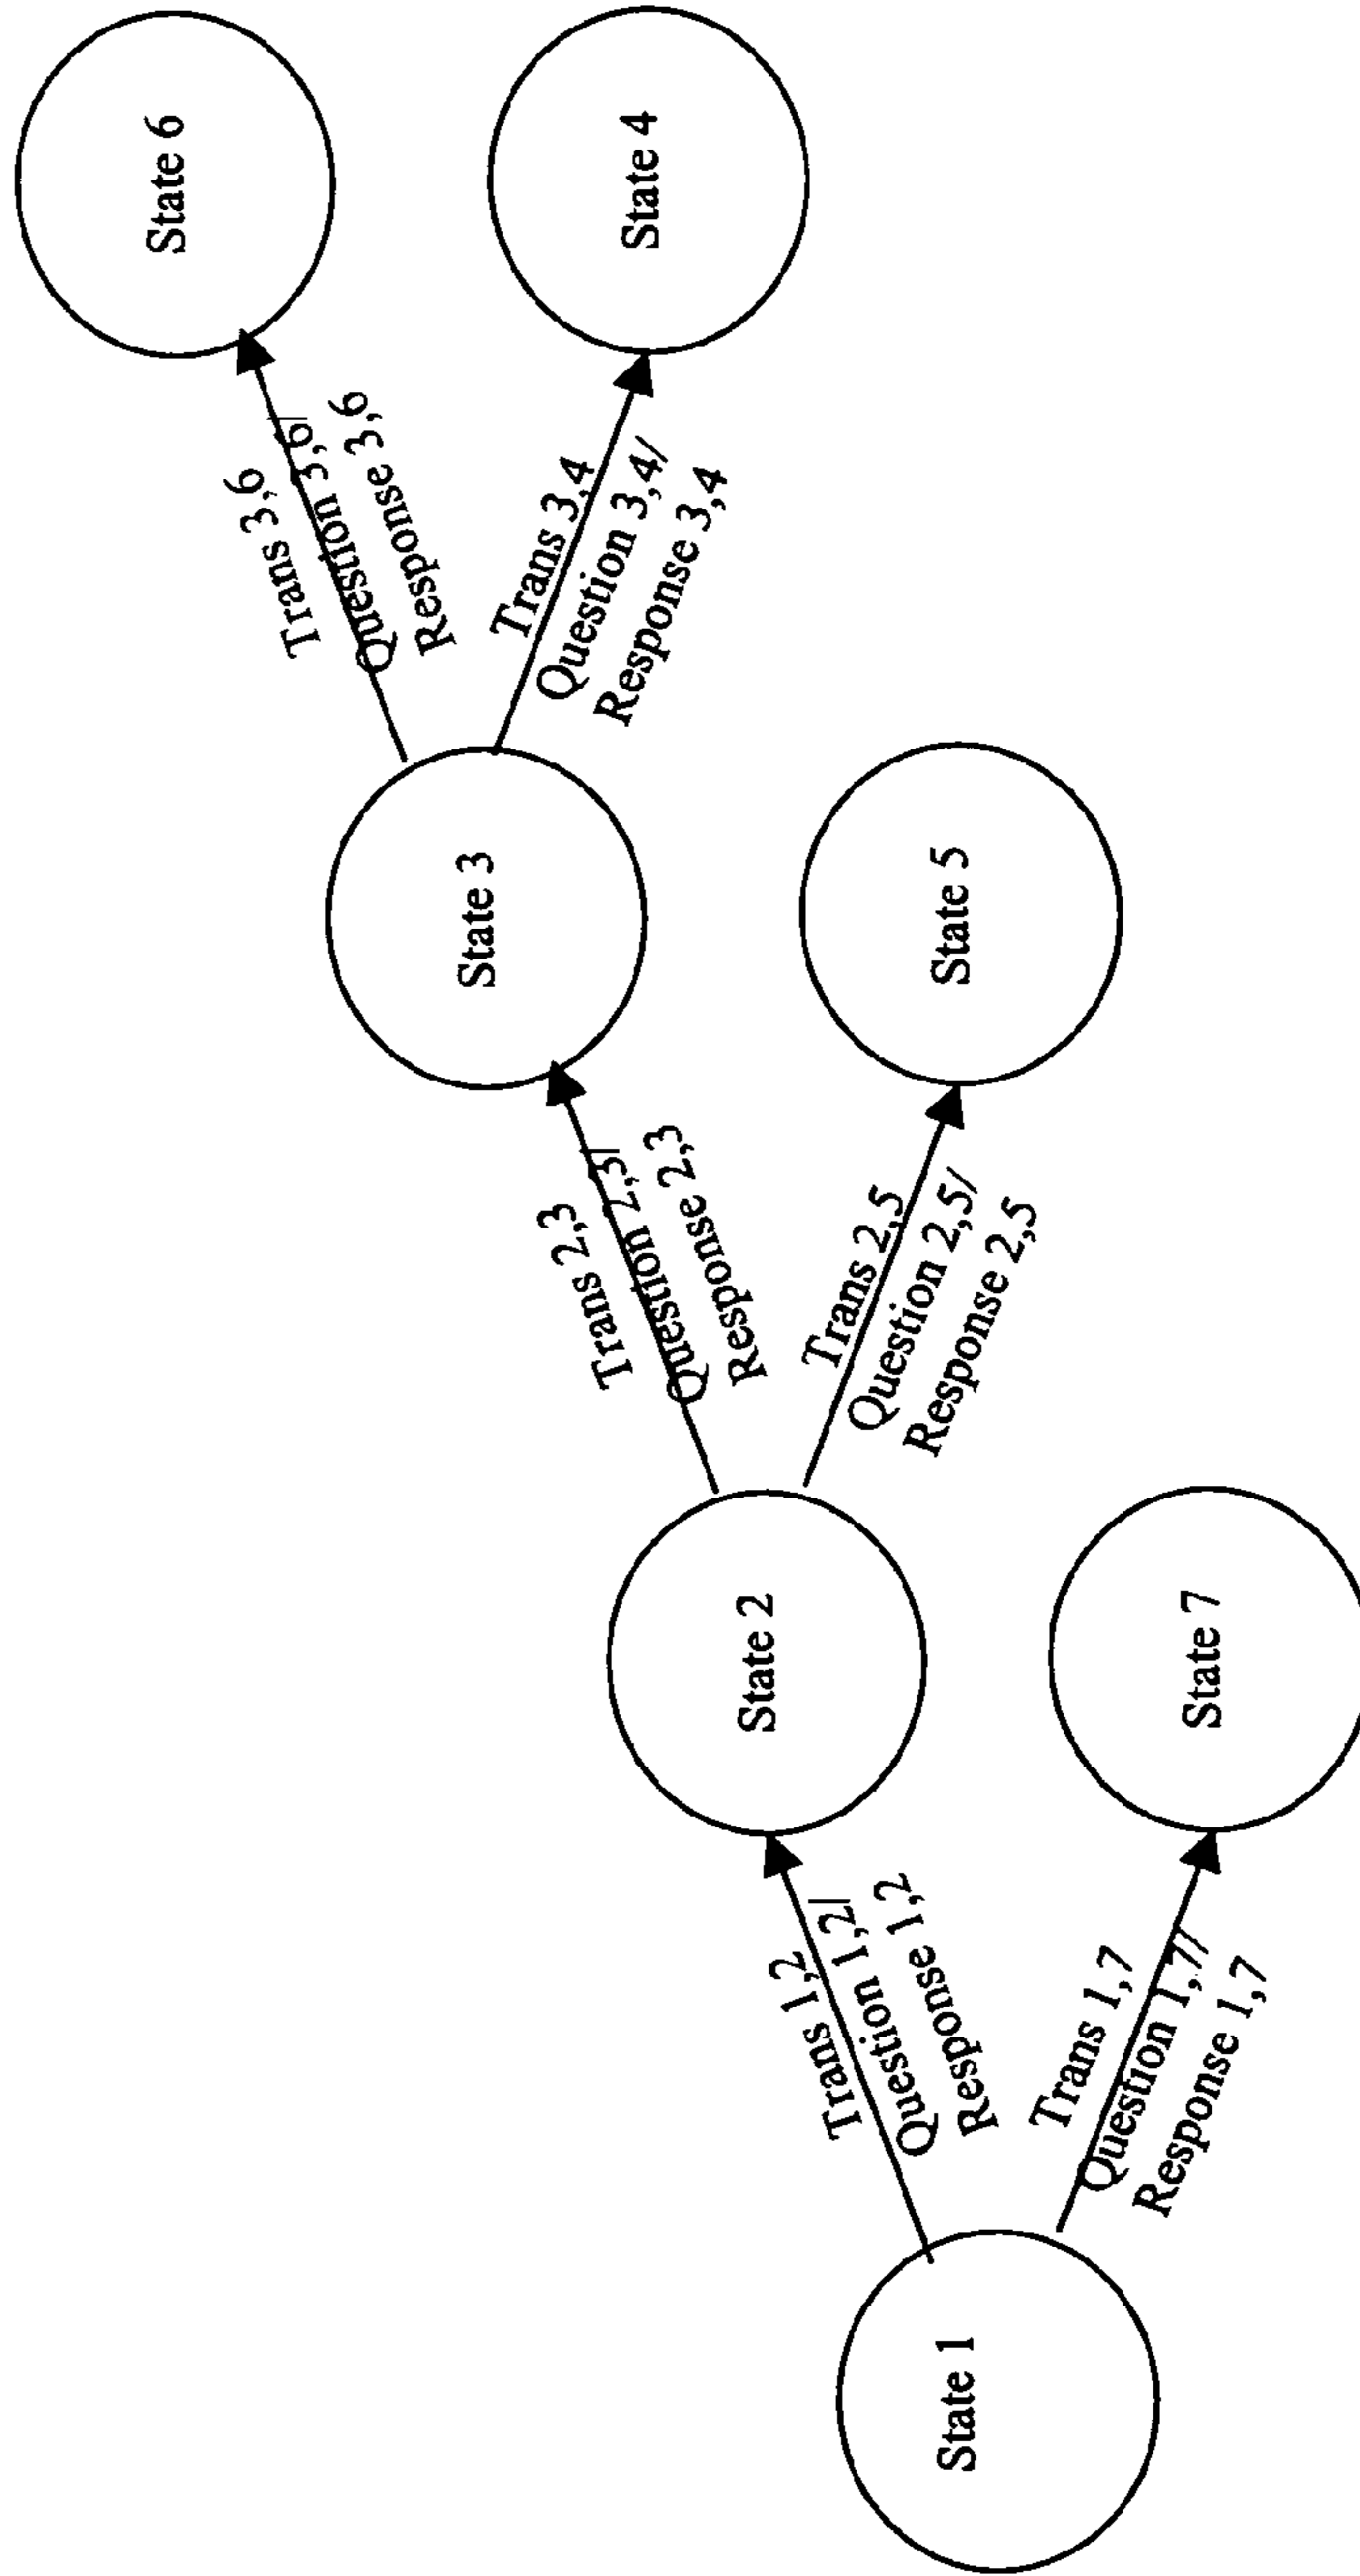 State 1
Trans 1,2
Question 1,2/
Response 1,2
Trans 1,7
Question 1,7/
Response 1,7
State 2
State 7
Trans 2,3
Question 2,3/
Response 2,3
Trans 2,5
Question 2,5/
Response 2,5
State 3
State 5
Trans 3,6
Question 3,6/
Response 3,6
Trans 3,4
Question 3,4/
Response 3,4
State 6
State 4